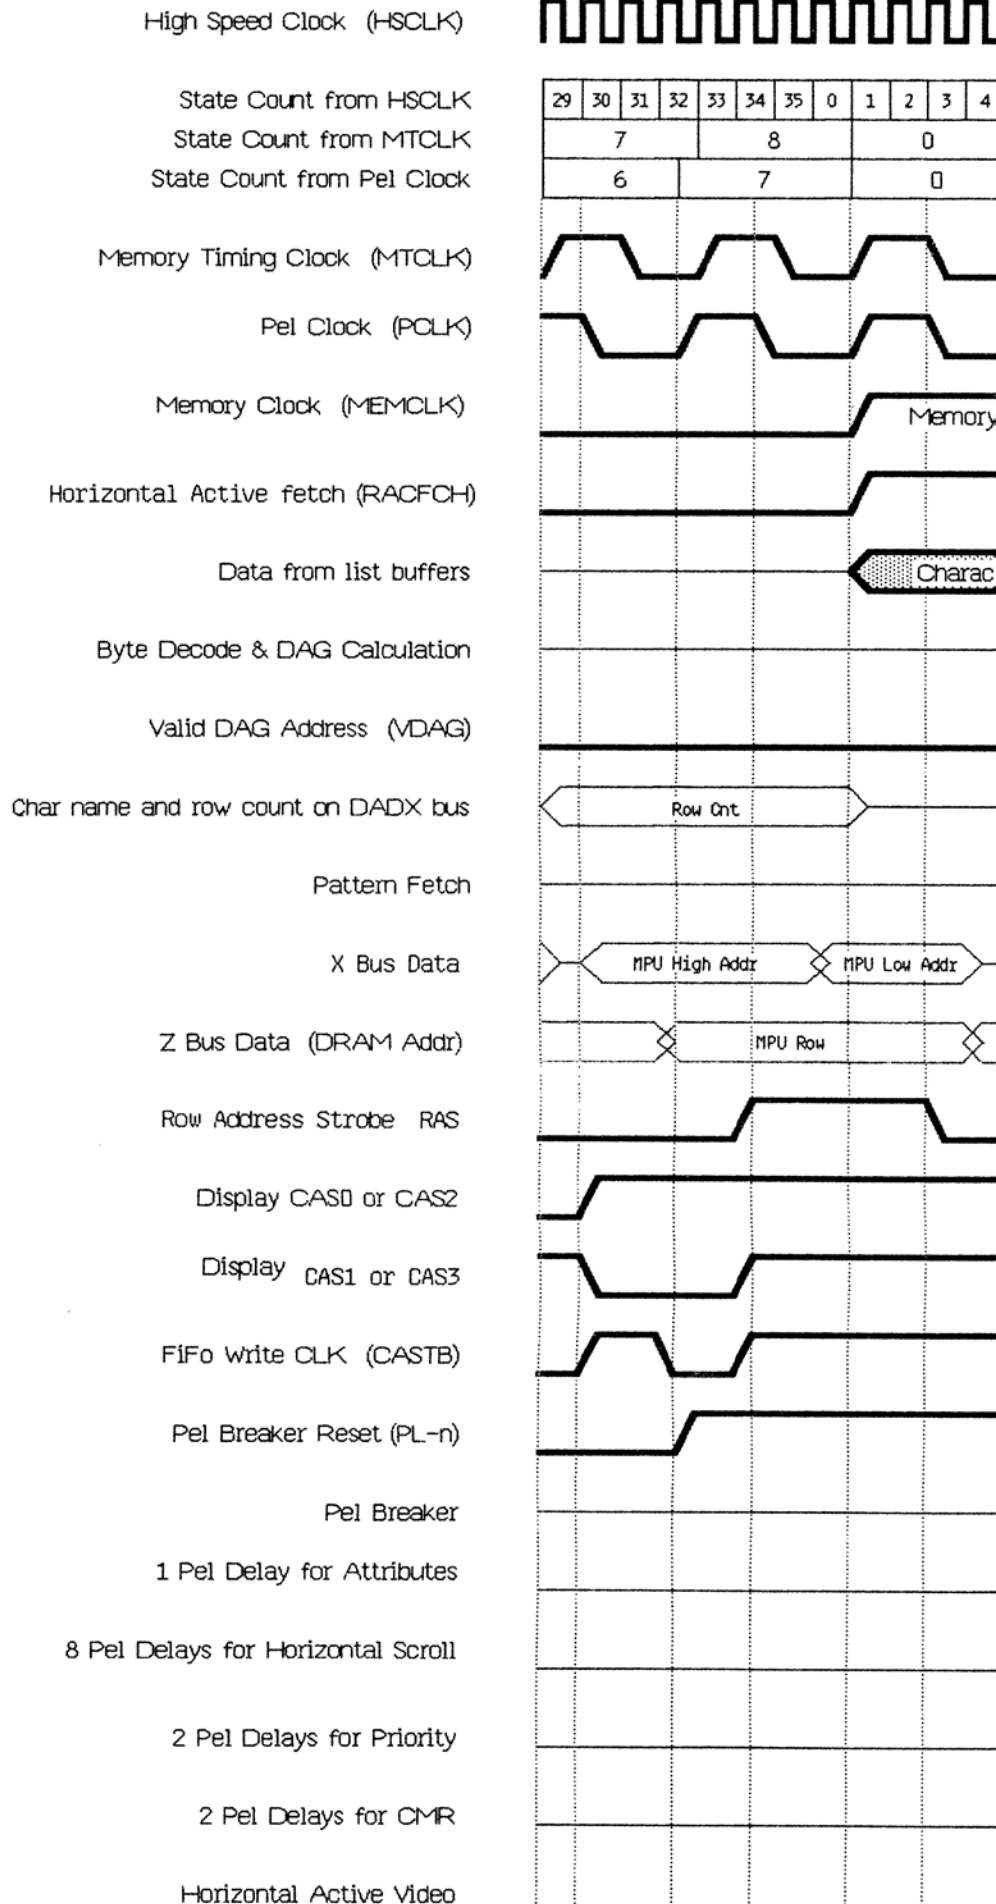 High Speed Clock (HSCLK)
State Count from HSCLK 29 30 31 32 33 34 35 0 1 2 3 4
State Count from MTCLK 7 8 0
State Count from Pel Clock 6 7 0
Memory Timing Clock (MTCLK)
Pel Clock (PCLK)
Memory Clock (MEMCLK) Memory
Horizontal Active fetch (RACFCH)
Data from list buffers Charac
Byte Decode & DAG Calculation
Valid DAG Address (VDAG)
Char name and row count on DADX bus Row Cnt
Pattern Fetch
X Bus Data MPU High Addr MPU Low Addr
Z Bus Data (DRAM Addr) MPU Row
Row Address Strobe RAS
Display CAS0 or CAS2
Display CAS1 or CAS3
FiFo Write CLK (CASTB)
Pel Breaker Reset (PL-n)
Pel Breaker
1 Pel Delay for Attributes
8 Pel Delays for Horizontal Scroll
2 Pel Delays for Priority
2 Pel Delays for CMR
Horizontal Active Video